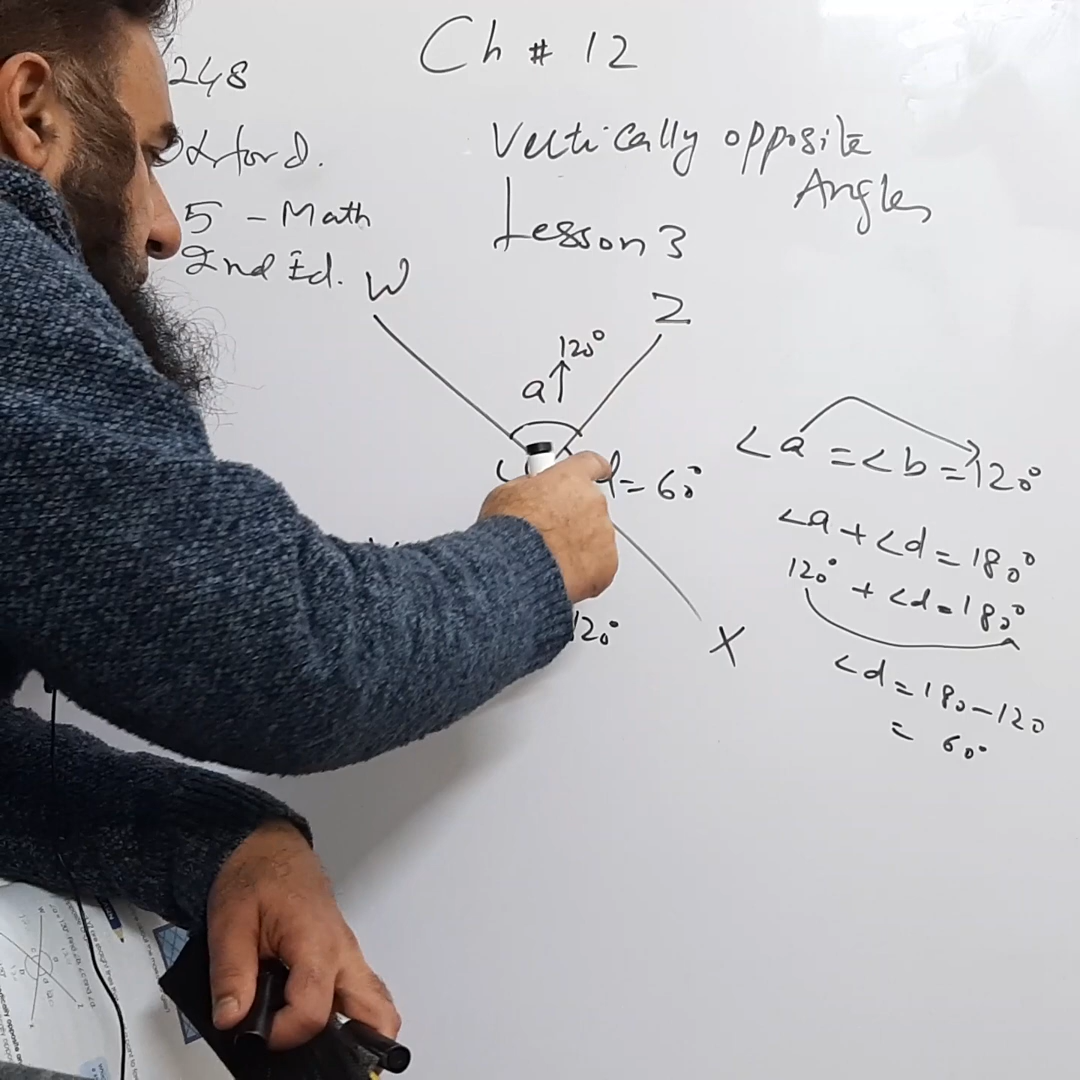 Ch # 12
248
Oxford.
Vertically opposite
Angles
5 - Math
Lesson 3
2nd Ed.
W
Z
120°
a
d = 60°
120°
X
<a = <b = 120°
<a + <d = 180°
120° + <d = 180°
<d = 180 - 120
= 60°